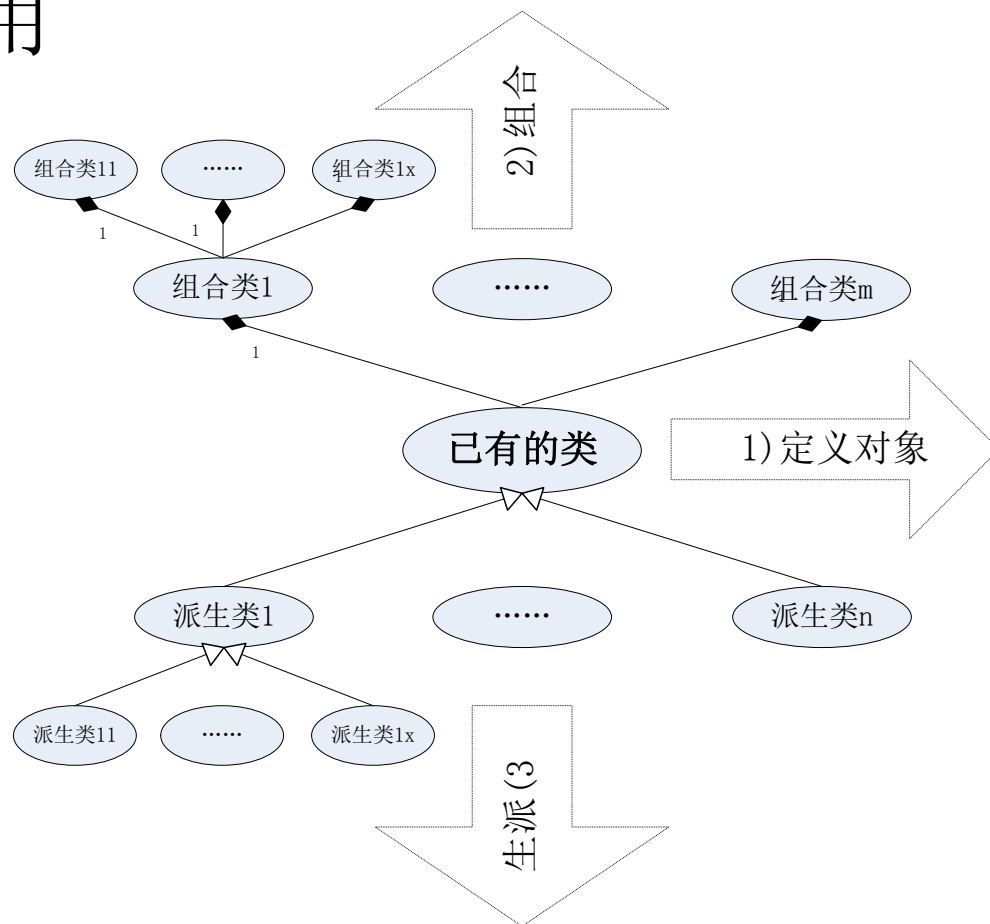 用
2)组合
组合类11
……
组合类1x
1
1
1
组合类1
……
组合类m
1
1
已有的类
1)定义对象
派生类1
……
派生类n
派生类11
……
派生类1x
生派(3